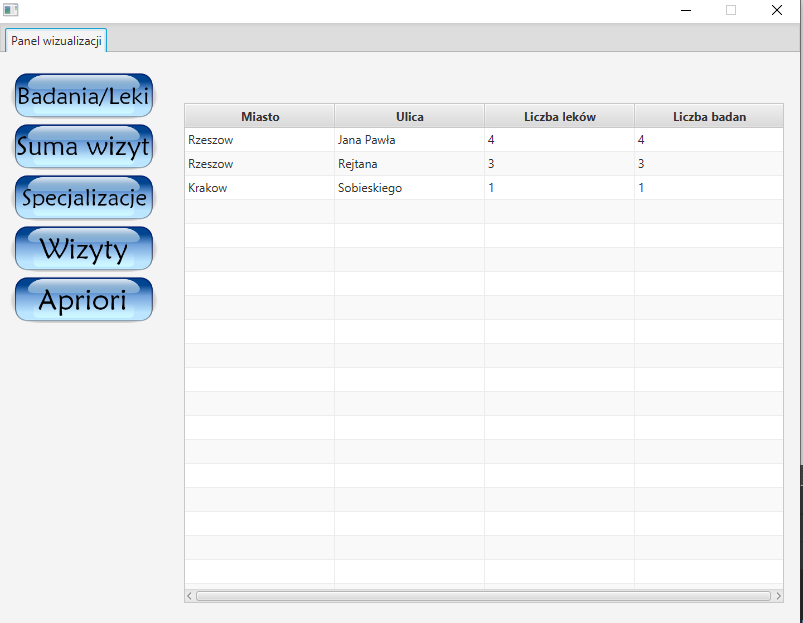 Panel wizualizacji
Badania/Leki
Suma wizyt
Specjalizacje
Wizyty
Apriori
Miasto Ulica Liczba leków Liczba badan
Rzeszow Jana Pawła 4 4
Rzeszow Rejtana 3 3
Krakow Sobieskiego 1 1